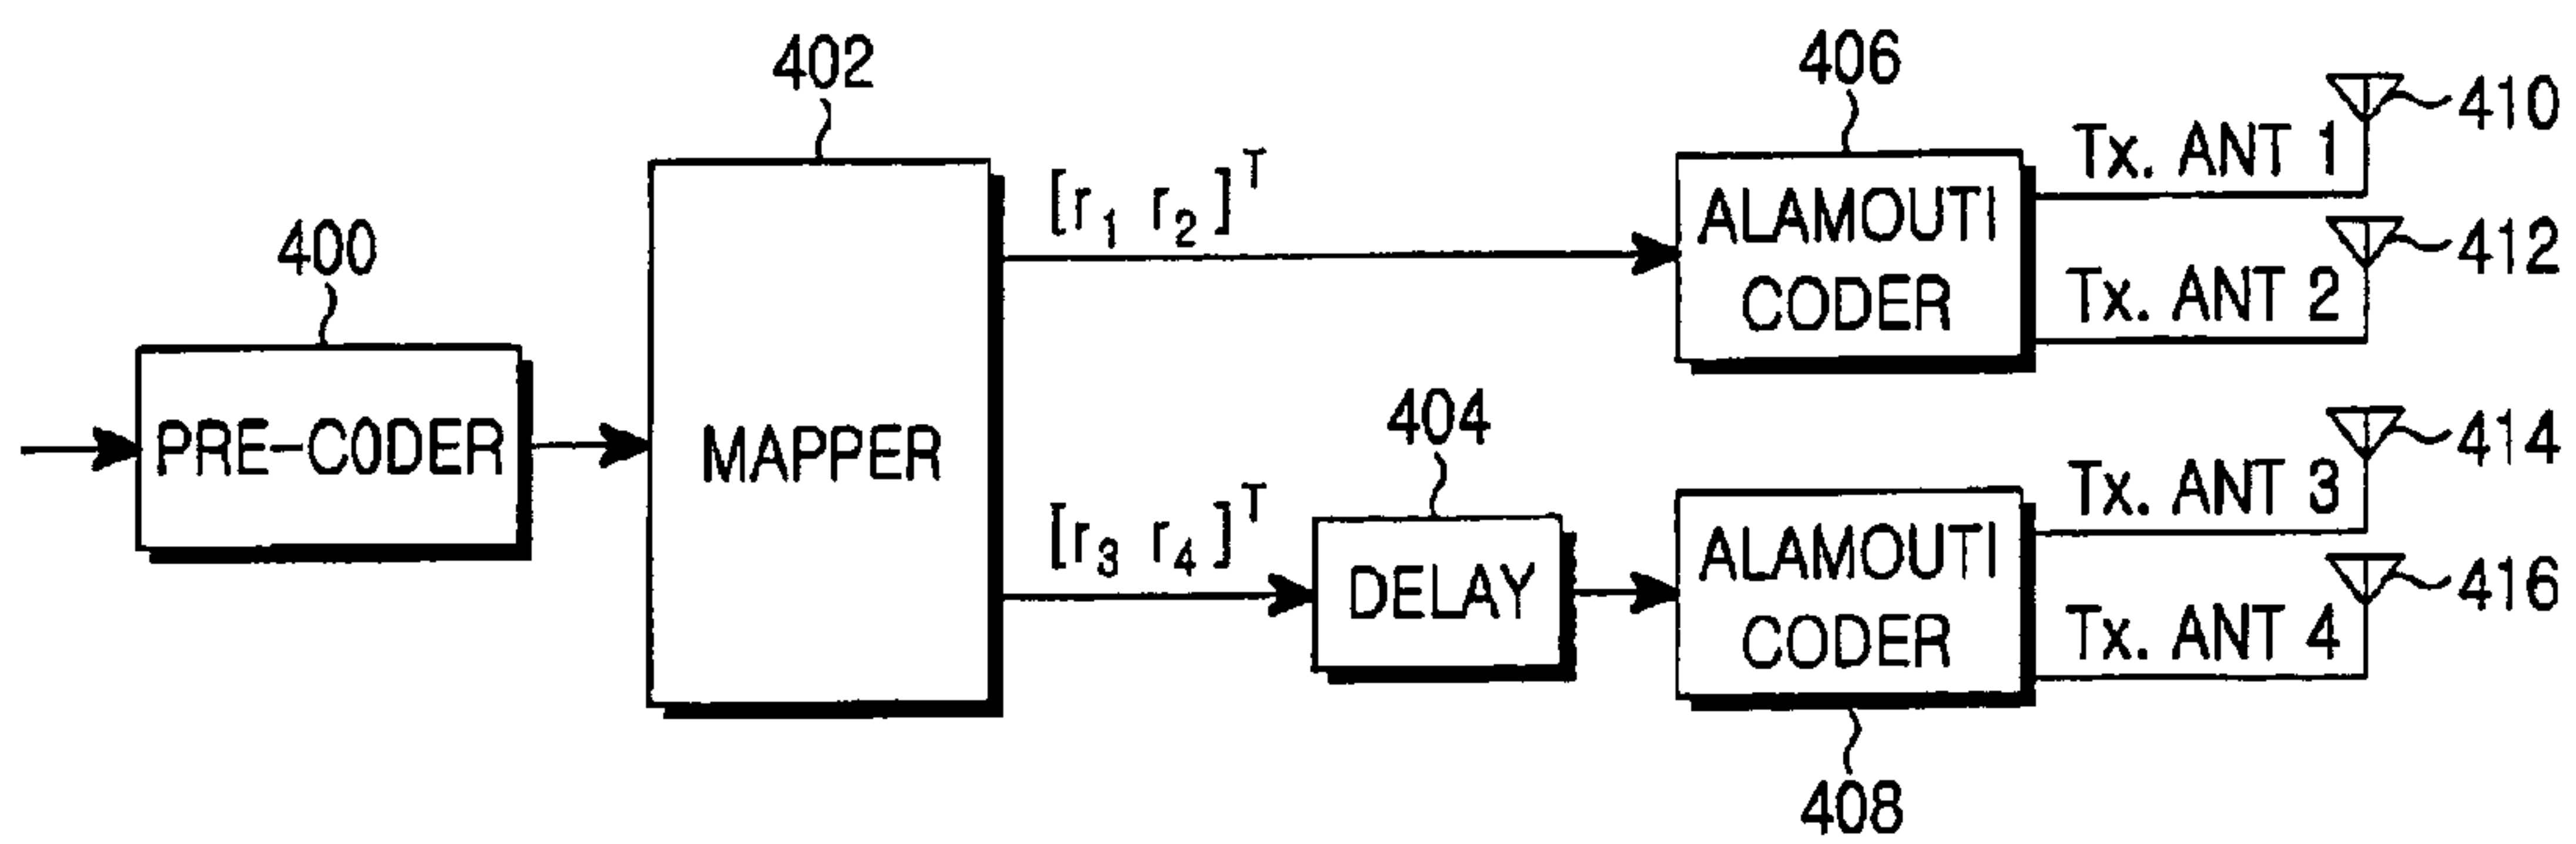 402
406
410
Tx. ANT 1
[r1 r2]^T
ALAMOUTI
CODER
400
412
Tx. ANT 2
PRE-CODER
MAPPER
404
414
Tx. ANT 3
[r3 r4]^T
DELAY
ALAMOUTI
CODER
416
Tx. ANT 4
408